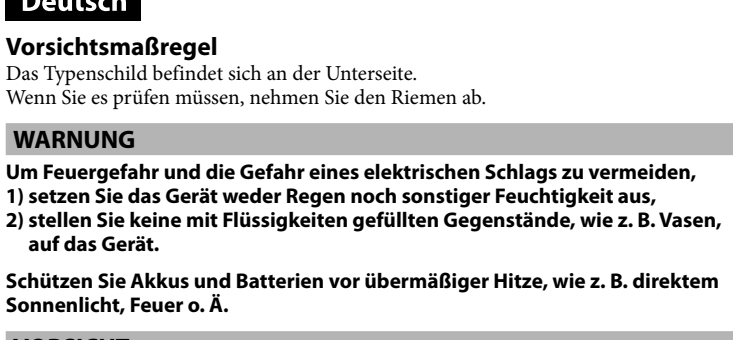 Deutsch
Vorsichtsmaßregel
Das Typenschild befindet sich an der Unterseite.
Wenn Sie es prüfen müssen, nehmen Sie den Riemen ab.
WARNUNG
Um Feuergefahr und die Gefahr eines elektrischen Schlags zu vermeiden,
1) setzen Sie das Gerät weder Regen noch sonstiger Feuchtigkeit aus,
2) stellen Sie keine mit Flüssigkeiten gefüllten Gegenstände, wie z. B. Vasen,
auf das Gerät.
Schützen Sie Akkus und Batterien vor übermäßiger Hitze, wie z. B. direktem
Sonnenlicht, Feuer o. Ä.